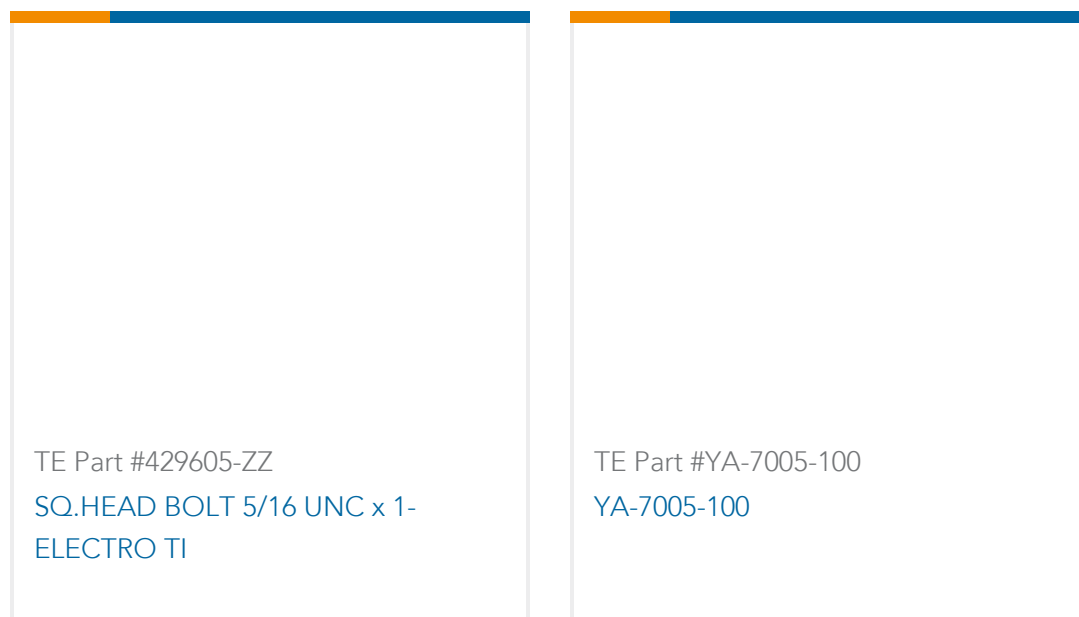 TE Part #429605-ZZ
SQ.HEAD BOLT 5/16 UNC x 1-
ELECTRO TI
TE Part #YA-7005-100
YA-7005-100